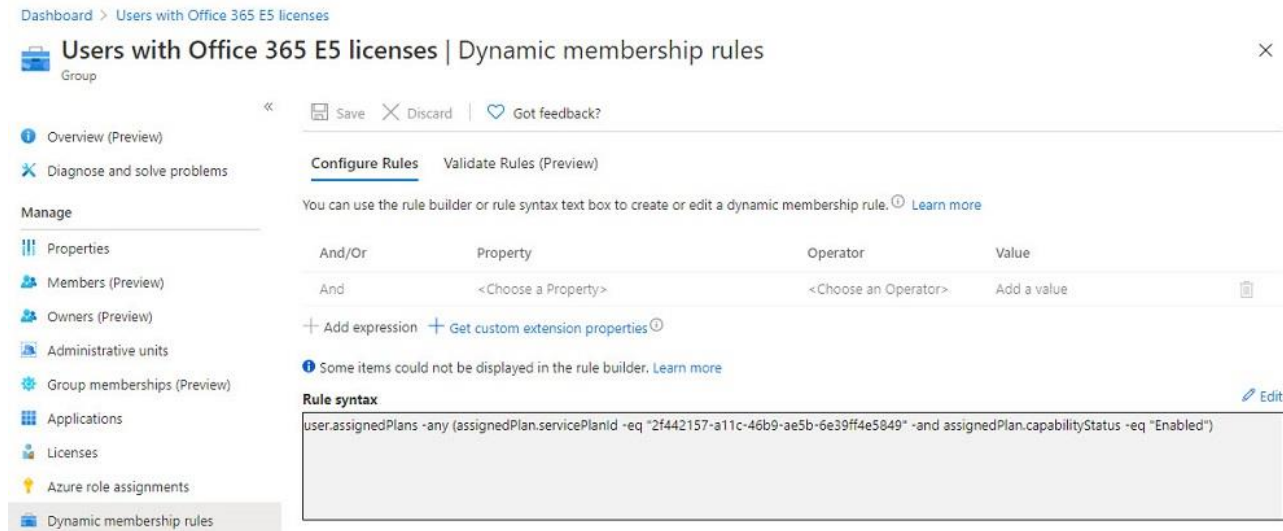 Dashboard > Users with Office 365 E5 licenses
Users with Office 365 E5 licenses | Dynamic membership rules
Group
Save Discard Got feedback?
Overview (Preview)
Diagnose and solve problems
Manage
Properties
Members (Preview)
Owners (Preview)
Administrative units
Group memberships (Preview)
Applications
Licenses
Azure role assignments
Dynamic membership rules
Configure Rules Validate Rules (Preview)
You can use the rule builder or rule syntax text box to create or edit a dynamic membership rule. Learn more
And/Or Property Operator Value
And <Choose a Property> <Choose an Operator> Add a value
+ Add expression + Get custom extension properties
Some items could not be displayed in the rule builder. Learn more
Rule syntax Edit
user.assignedPlans -any (assignedPlan.servicePlanId -eq "2f442157-a11c-46b9-ae5b-6e39ff4e5849" -and assignedPlan.capabilityStatus -eq "Enabled")